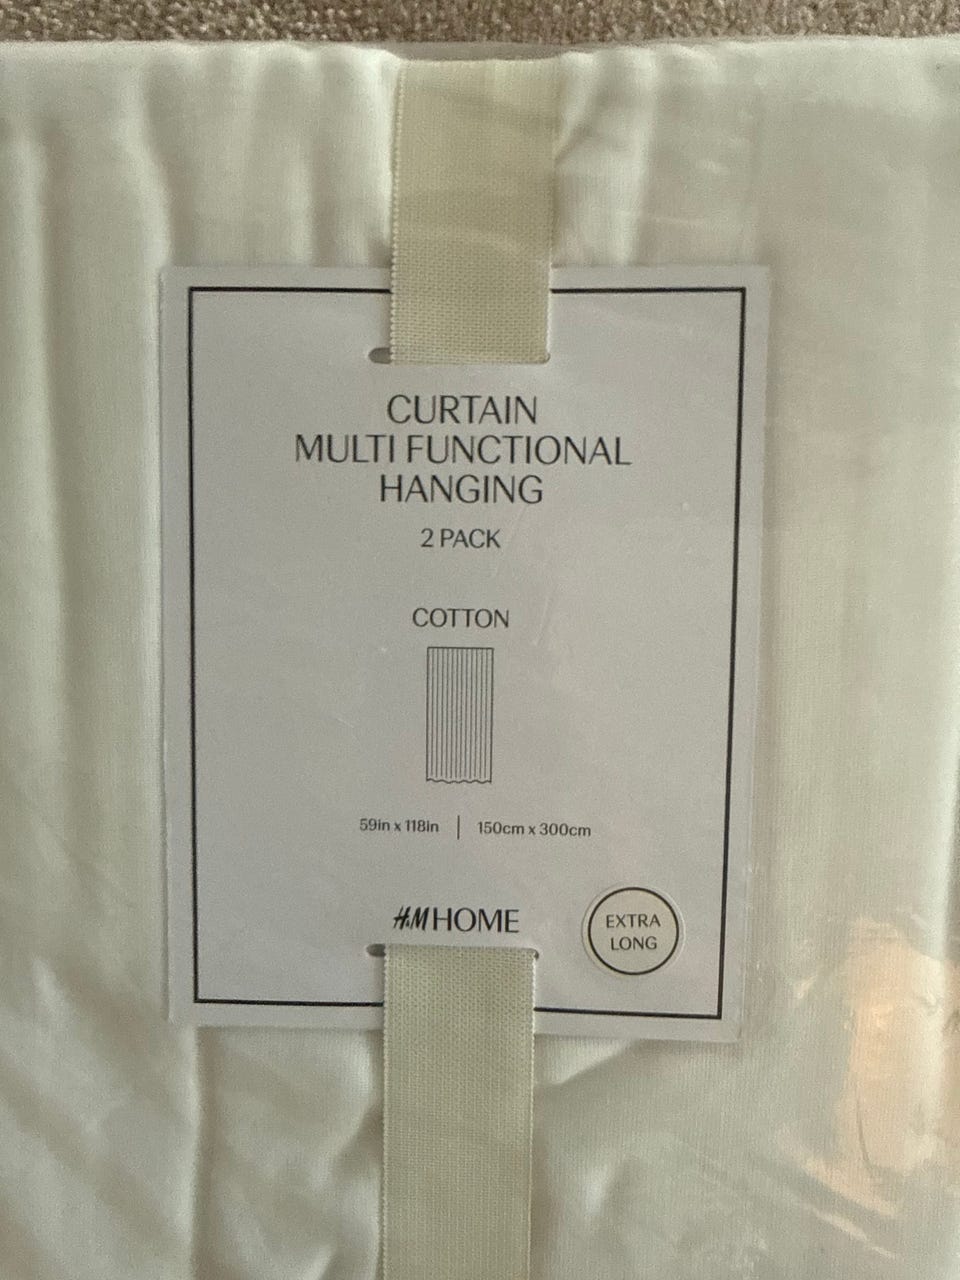 CURTAIN
MULTI FUNCTIONAL
HANGING
2 PACK
COTTON
59in x 118in | 150cm x 300cm
H&M HOME
EXTRA
LONG